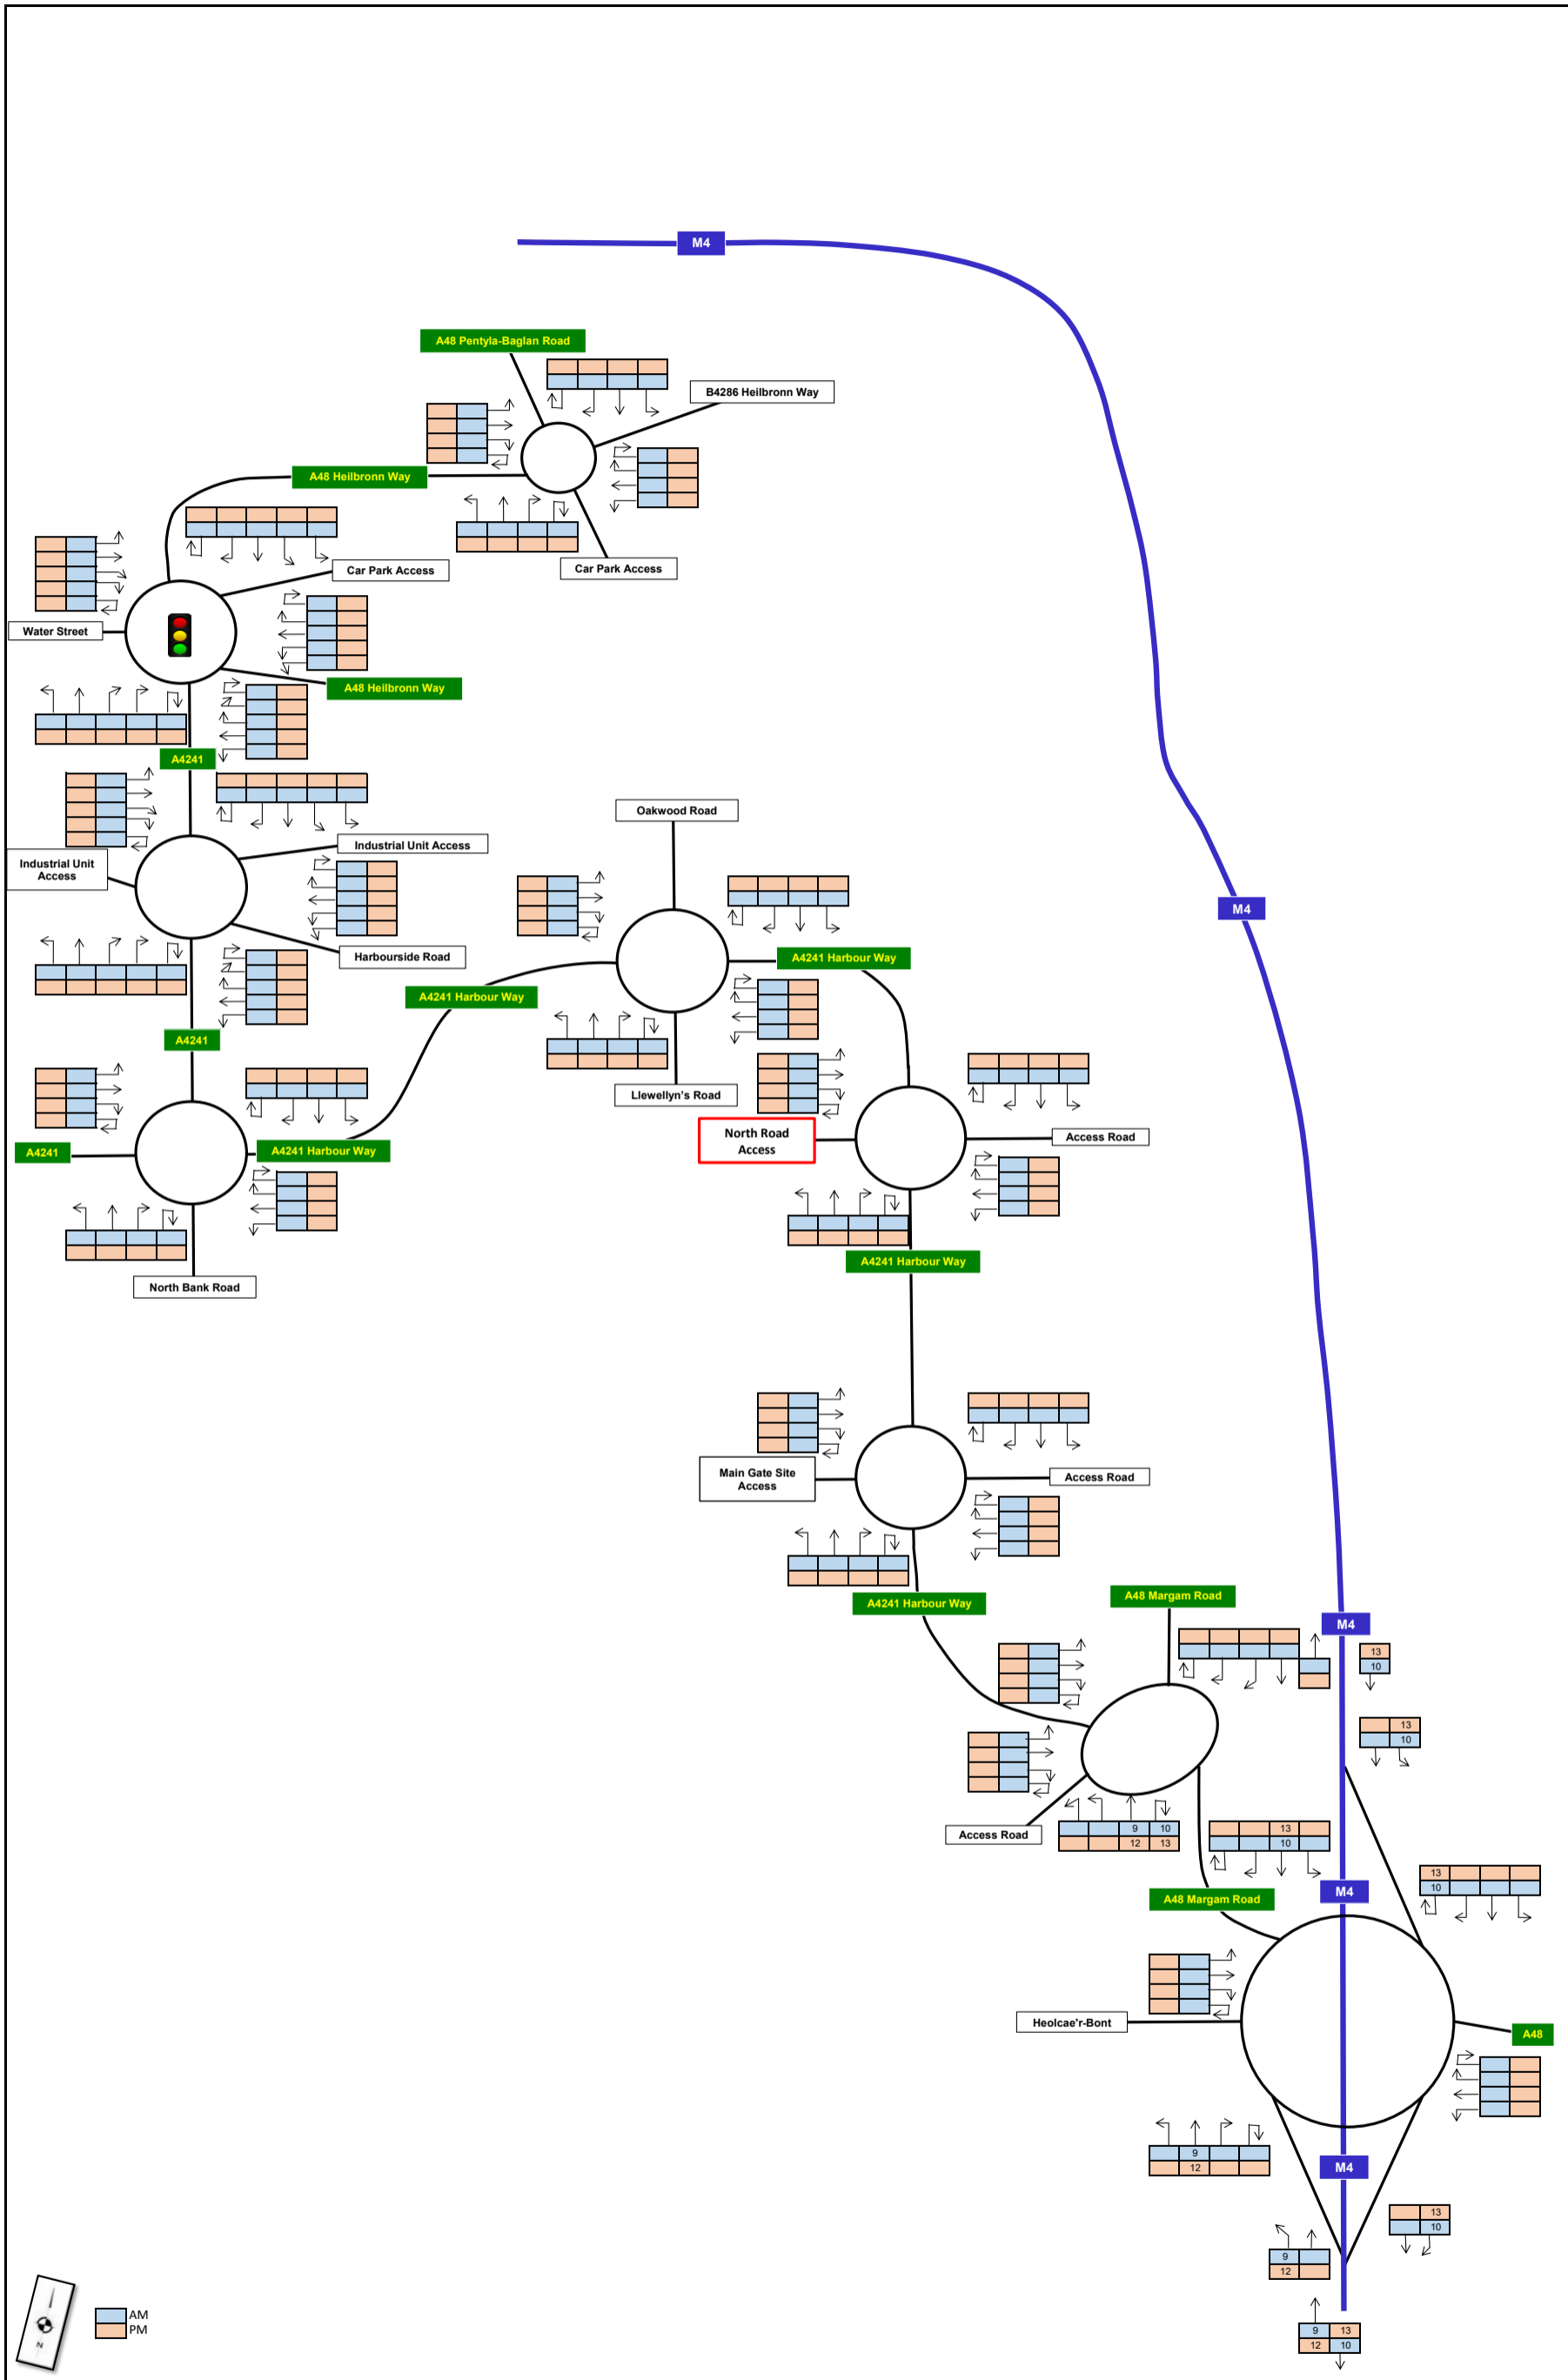 M4
A48 Pentyla-Baglan Road
B4286 Heilbronn Way
A48 Heilbronn Way
Car Park Access
Car Park Access
Water Street
A48 Heilbronn Way
A4241
Oakwood Road
Industrial Unit Access
Industrial Unit
Access
M4
Harbourside Road
A4241 Harbour Way
A4241 Harbour Way
A4241
Llewellyn's Road
North Road
Access
Access Road
A4241
A4241 Harbour Way
A4241 Harbour Way
North Bank Road
Main Gate Site
Access
Access Road
A48 Margam Road
A4241 Harbour Way
M4
13
10
13
10
9 10
12 13
13
10
Access Road
13
10
M4
A48 Margam Road
Heolcae'r-Bont
A48
9
12
M4
13
10
9
12
N
AM
PM
9 13
12 10